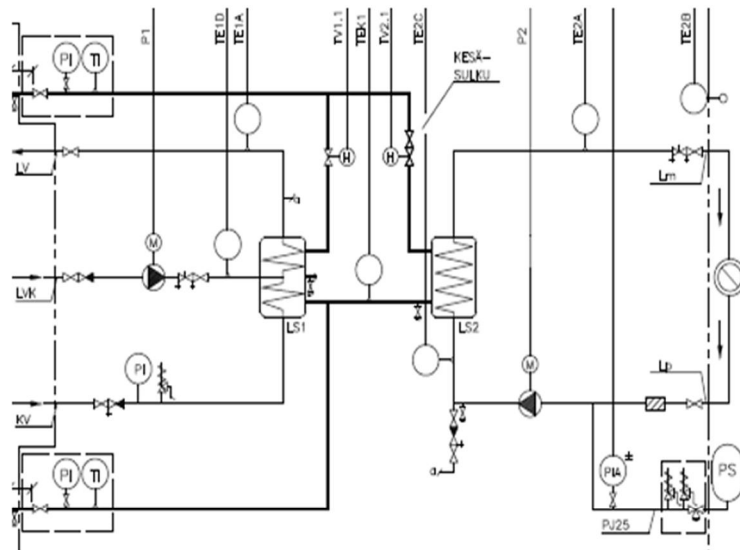 P1
TE1D
TE1A
TV1.1
TEK1
TV2.1
TE2C
P2
TE2A
TE2B
KESÄ-
SULKU
PI
TI
H
H
LV
a
Lm
M
LVK
LS1
LS2
PI
M
Lp
KV
PI
TI
a
PIA
±
PS
PJ25